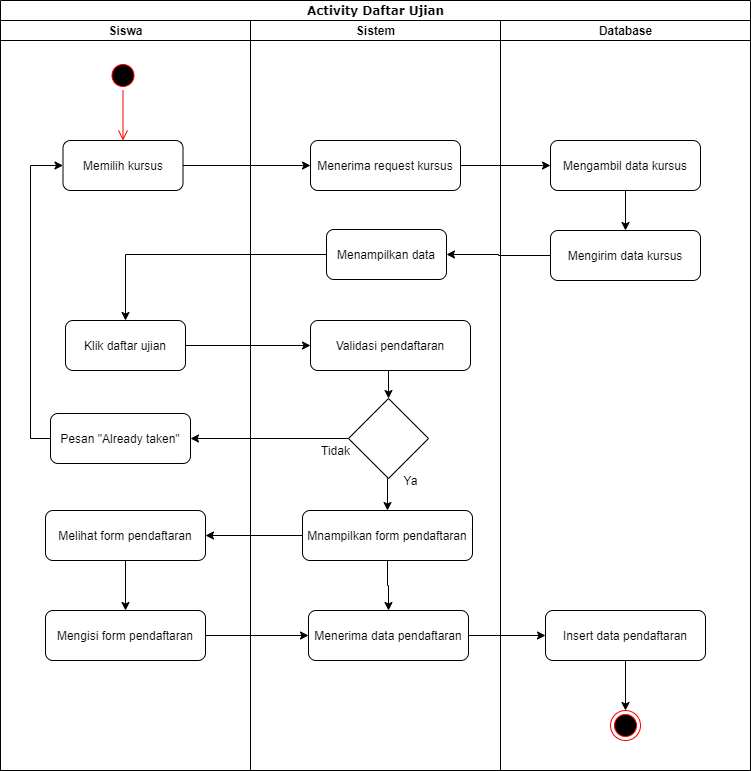 Activity Daftar Ujian
Siswa
Sistem
Database
Memilih kursus
Menerima request kursus
Mengambil data kursus
Menampilkan data
Mengirim data kursus
Klik daftar ujian
Validasi pendaftaran
Pesan "Already taken"
Tidak
Ya
Melihat form pendaftaran
Mnampilkan form pendaftaran
Mengisi form pendaftaran
Menerima data pendaftaran
Insert data pendaftaran